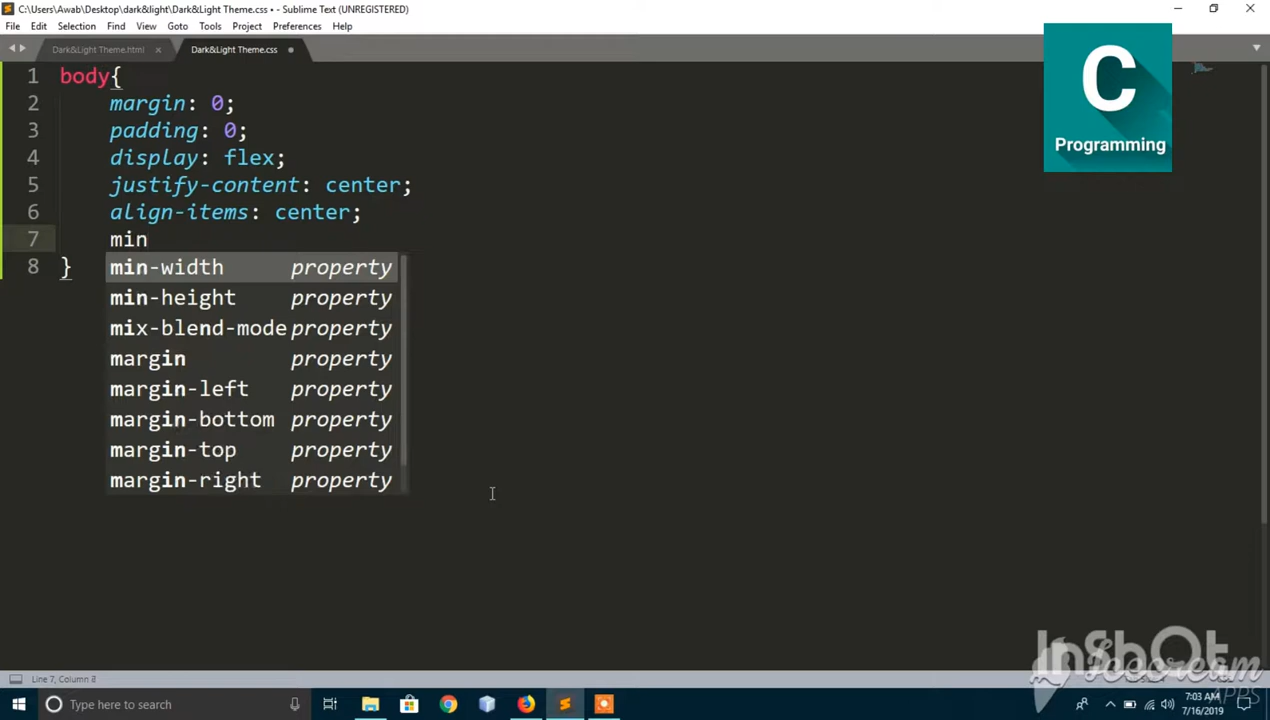 C:\Users\Awab\Desktop\dark&light\Dark&Light Theme.css • - Sublime Text (UNREGISTERED)
File Edit Selection Find View Goto Tools Project Preferences Help
Dark&Light Theme.html
Dark&Light Theme.css
C
Programming
1 body{
2 margin: 0;
3 padding: 0;
4 display: flex;
5 justify-content: center;
6 align-items: center;
7 min
8 }
min-width property
min-height property
mix-blend-mode property
margin property
margin-left property
margin-bottom property
margin-top property
margin-right property
InShOt
Icecream
APPS
Line 7, Column 8
Type here to search
7:03 AM
7/16/2019